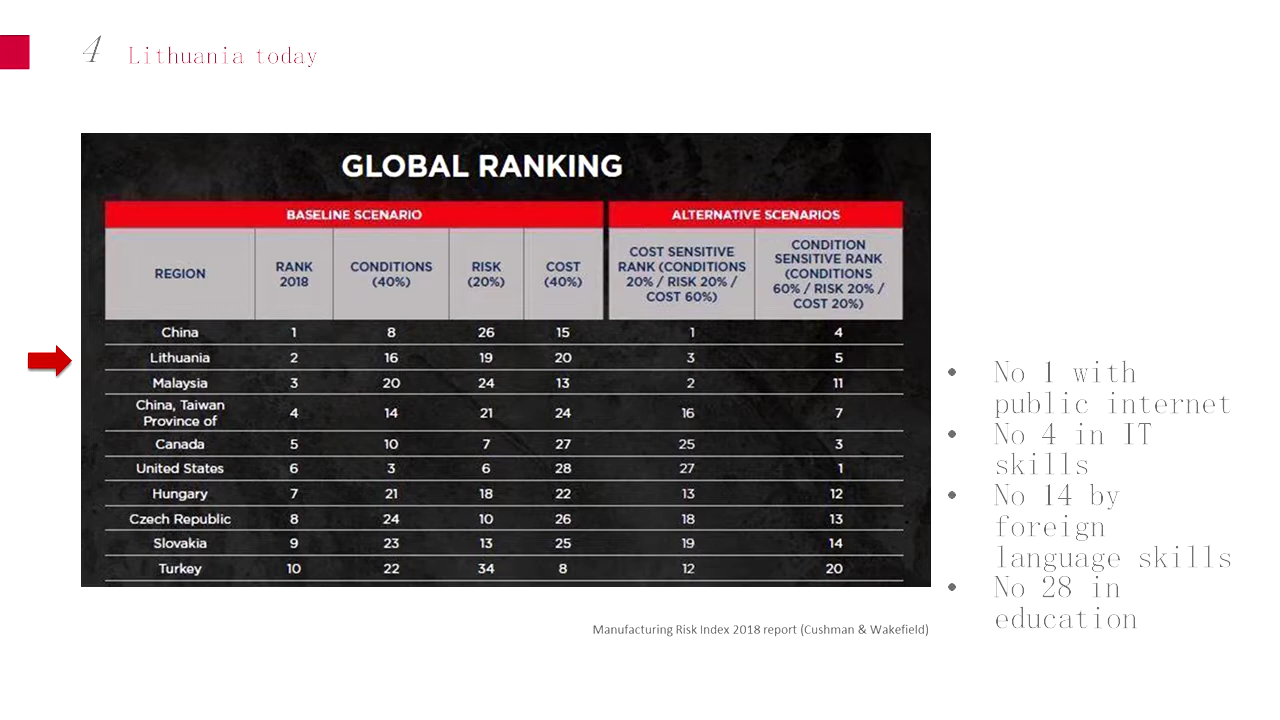 4 Lithuania today
GLOBAL RANKING
BASELINE SCENARIO ALTERNATIVE SCENARIOS
REGION RANK 2018 CONDITIONS (40%) RISK (20%) COST (40%) COST SENSITIVE RANK (CONDITIONS 20% / RISK 20% / COST 60%) CONDITION SENSITIVE RANK (CONDITIONS 60% / RISK 20% / COST 20%)
China 1 8 26 15 1 4
Lithuania 2 16 19 20 3 5
Malaysia 3 20 24 13 2 11
China, Taiwan Province of 4 14 21 24 16 7
Canada 5 10 7 27 25 3
United States 6 3 6 28 27 1
Hungary 7 21 18 22 13 12
Czech Republic 8 24 10 26 18 13
Slovakia 9 23 13 25 19 14
Turkey 10 22 34 8 12 20
Manufacturing Risk Index 2018 report (Cushman & Wakefield)
• No 1 with
public internet
• No 4 in IT
skills
• No 14 by
foreign
language skills
• No 28 in
education